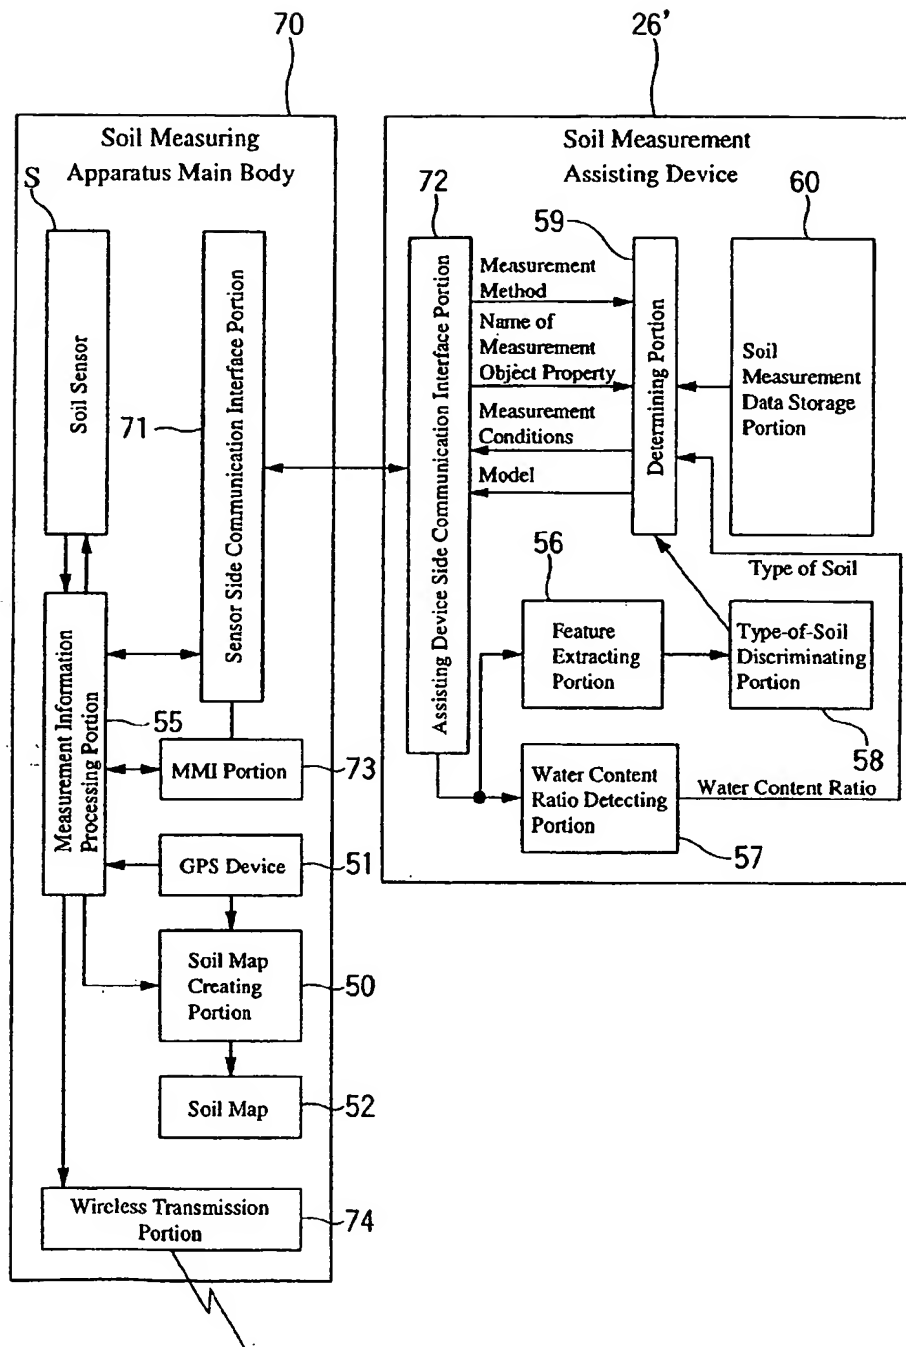 70
26’
Soil Measuring
Apparatus Main Body
S
Soil Sensor
71
Sensor Side Communication Interface Portion
Measurement Information
Processing Portion
55
MMI Portion
73
GPS Device
51
Soil Map
Creating
Portion
50
Soil Map
52
Wireless Transmission
Portion
74
Soil Measurement
Assisting Device
72
Assisting Device Side Communication Interface Portion
59
60
Measurement
Method
Name of
Measurement
Object Property
Measurement
Conditions
Model
Determining Portion
Soil
Measurement
Data Storage
Portion
56
Type of Soil
Feature
Extracting
Portion
Type-of-Soil
Discriminating
Portion
58
Water Content
Ratio Detecting
Portion
Water Content Ratio
57